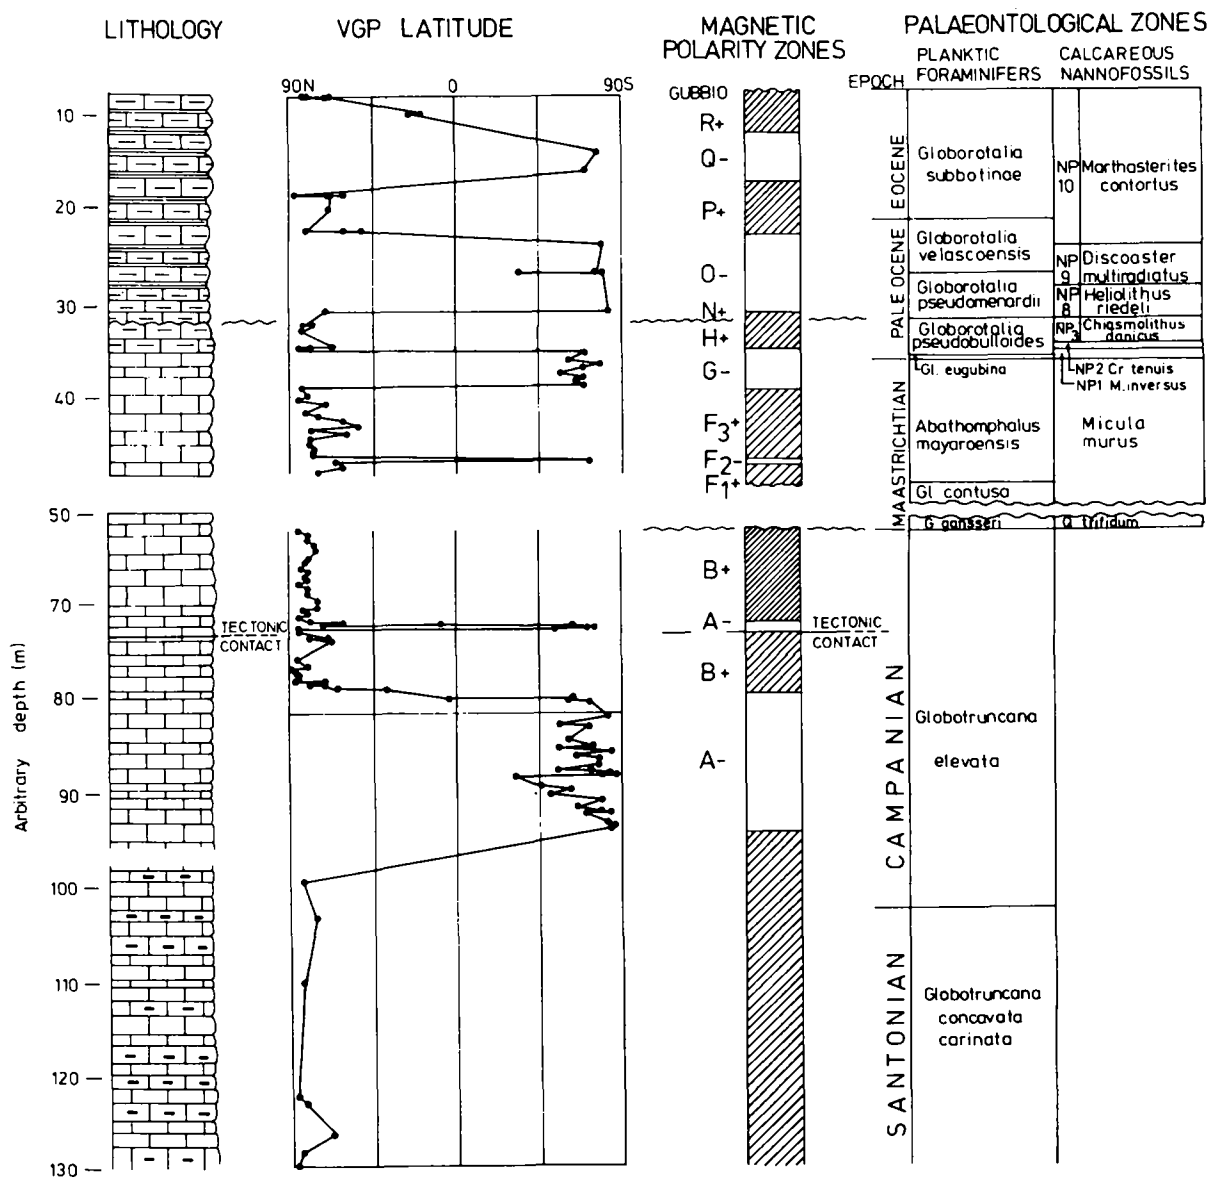 LITHOLOGY
VGP LATITUDE
MAGNETIC
POLARITY ZONES
PALAEONTOLOGICAL ZONES
EPOCH
PLANKTIC
FORAMINIFERS
CALCAREOUS
NANNOFOSSILS
90N
0
90S
GUBBIO
Arbitrary depth (m)
10
20
30
40
50
70
80
90
100
110
120
130
TECTONIC
CONTACT
R+
Q-
P+
O-
N+
H+
G-
F3+
F2-
F1+
B+
A-
TECTONIC
CONTACT
B+
A-
EOCENE
PALEOCENE
MAASTRICHTIAN
CAMPANIAN
SANTONIAN
Globorotalia
subbotinae
Globorotalia
velascoensis
Globorotalia
pseudomenardii
Globorotalia
pseudobulloides
Gl. eugubina
Abathomphalus
mayaroensis
Gl. contusa
G gansseri
Globotruncana
elevata
Globotruncana
concavata
carinata
NP Marthasterites
10 contortus
NP Discoaster
9 multiradiatus
NP Heliolithus
8 riedeli
NP3 Chiasmolithus
danicus
NP2 Cr tenuis
NP1 M.inversus
Micula
murus
Q trifidum